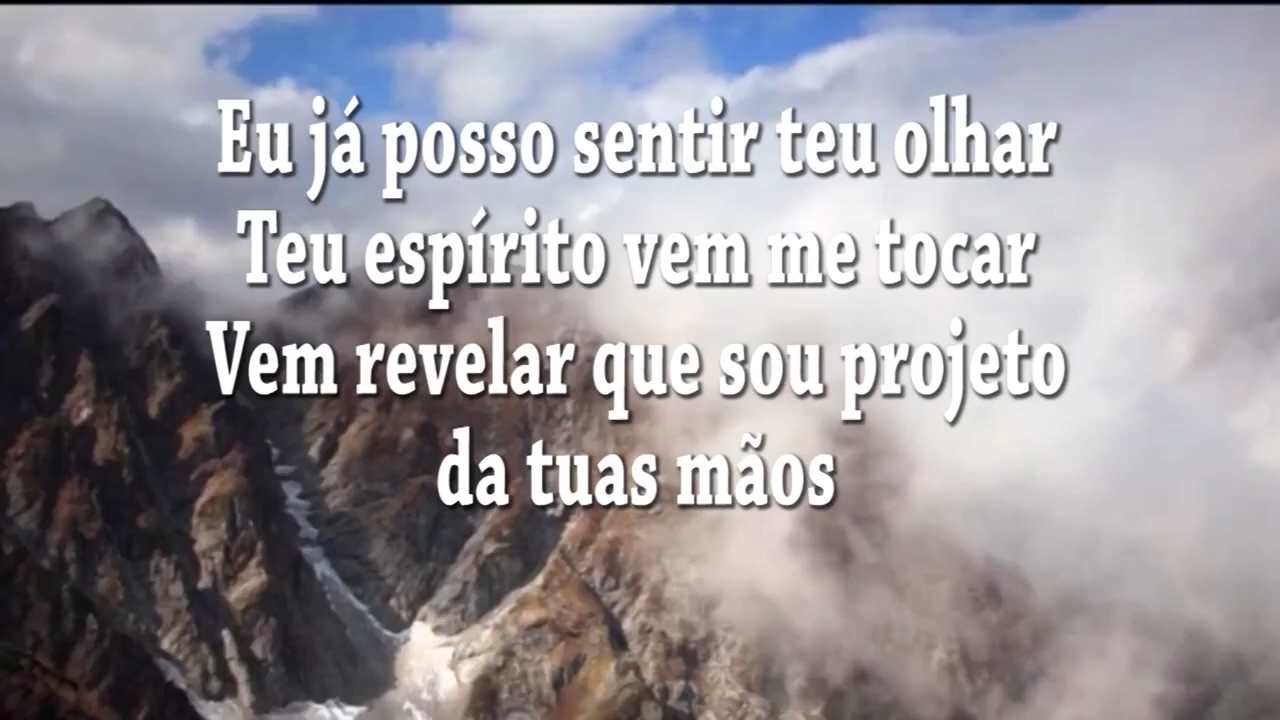 Eu já posso sentir teu olhar
Teu espírito vem me tocar
Vem revelar que sou projeto
da tuas mãos